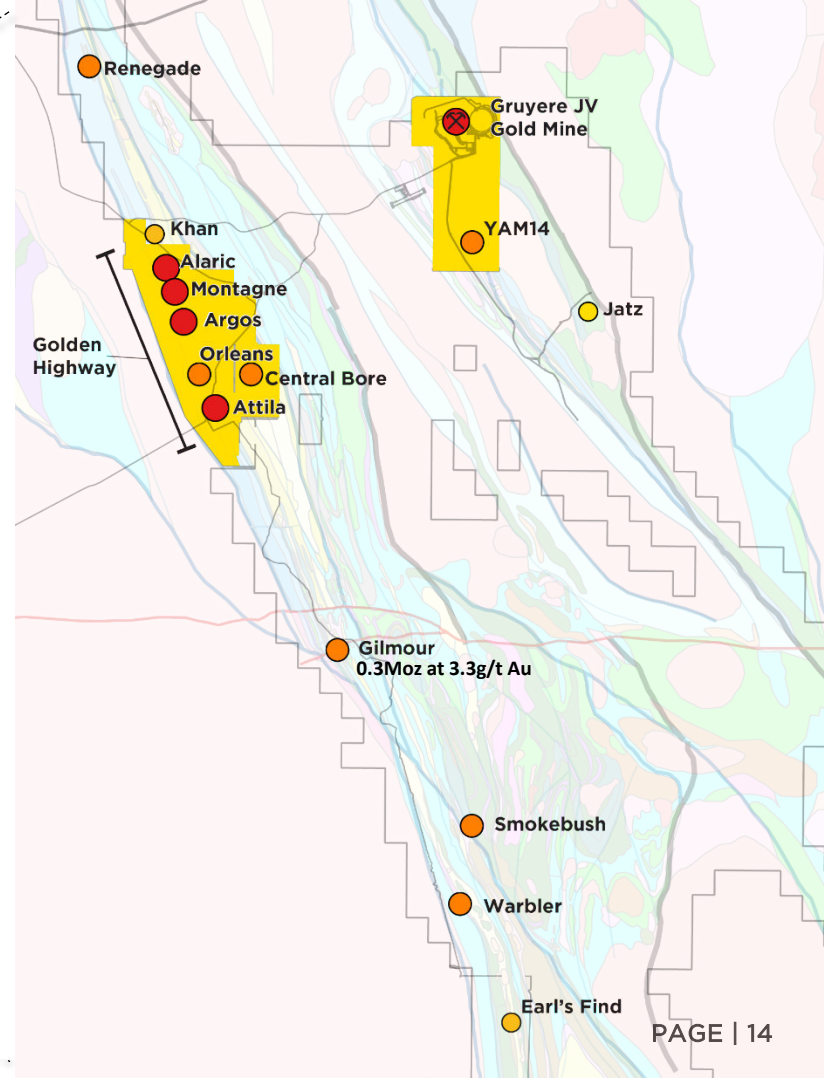 Renegade
Gruyere JV
Gold Mine
Khan
YAM14
Alaric
Montagne
Jatz
Argos
Golden
Highway
Orleans
Central Bore
Attila
Gilmour
0.3Moz at 3.3g/t Au
Smokebush
Warbler
Earl's Find
PAGE | 14